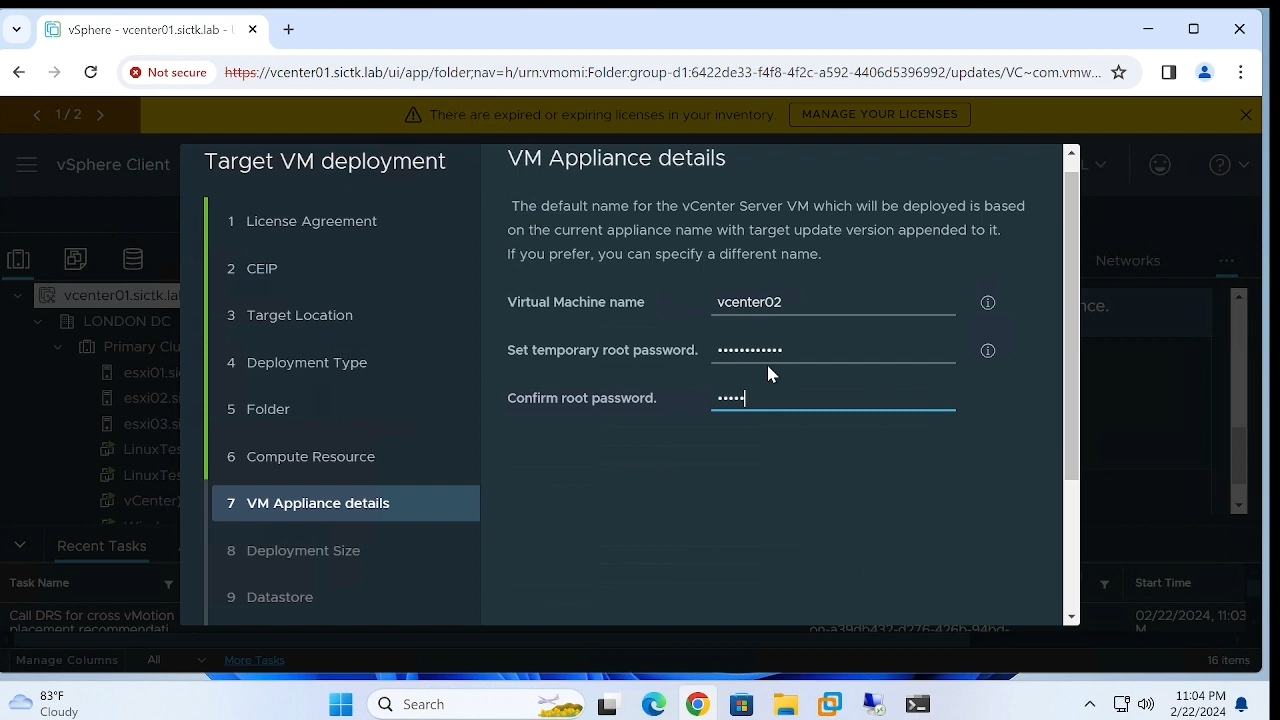 vSphere - vcenter01.sictk.lab -
Not secure
https://vcenter01.sictk.lab/ui/app/folder;nav=h/urn:vmomi:Folder:group-d1:6422de33-f4f8-4f2c-a592-4406d5396992/updates/VC~com.vmw...
1 / 2
There are expired or expiring licenses in your inventory.
MANAGE YOUR LICENSES
vSphere Client
Target VM deployment
1 License Agreement
2 CEIP
3 Target Location
4 Deployment Type
5 Folder
6 Compute Resource
7 VM Appliance details
8 Deployment Size
9 Datastore
VM Appliance details
The default name for the vCenter Server VM which will be deployed is based
on the current appliance name with target update version appended to it.
If you prefer, you can specify a different name.
Virtual Machine name vcenter02
Set temporary root password. ••••••••••••
Confirm root password. •••••
Networks
...
vcenter01.sictk.la
LONDON DC
Primary Clu
esxi01.si
esxi02.s
esxi03.s
LinuxTes
LinuxTes
vCenter
Recent Tasks
Task Name
Start Time
Call DRS for cross vMotion
placement recommendati
02/22/2024, 11:03
Manage Columns
All
More Tasks
16 items
83°F
Cloudy
Search
11:04 PM
2/22/2024